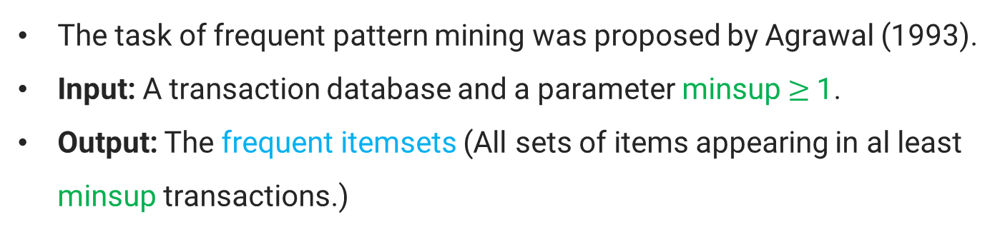 • The task of frequent pattern mining was proposed by Agrawal (1993).
• Input: A transaction database and a parameter minsup ≥ 1.
• Output: The frequent itemsets (All sets of items appearing in al least
minsup transactions.)